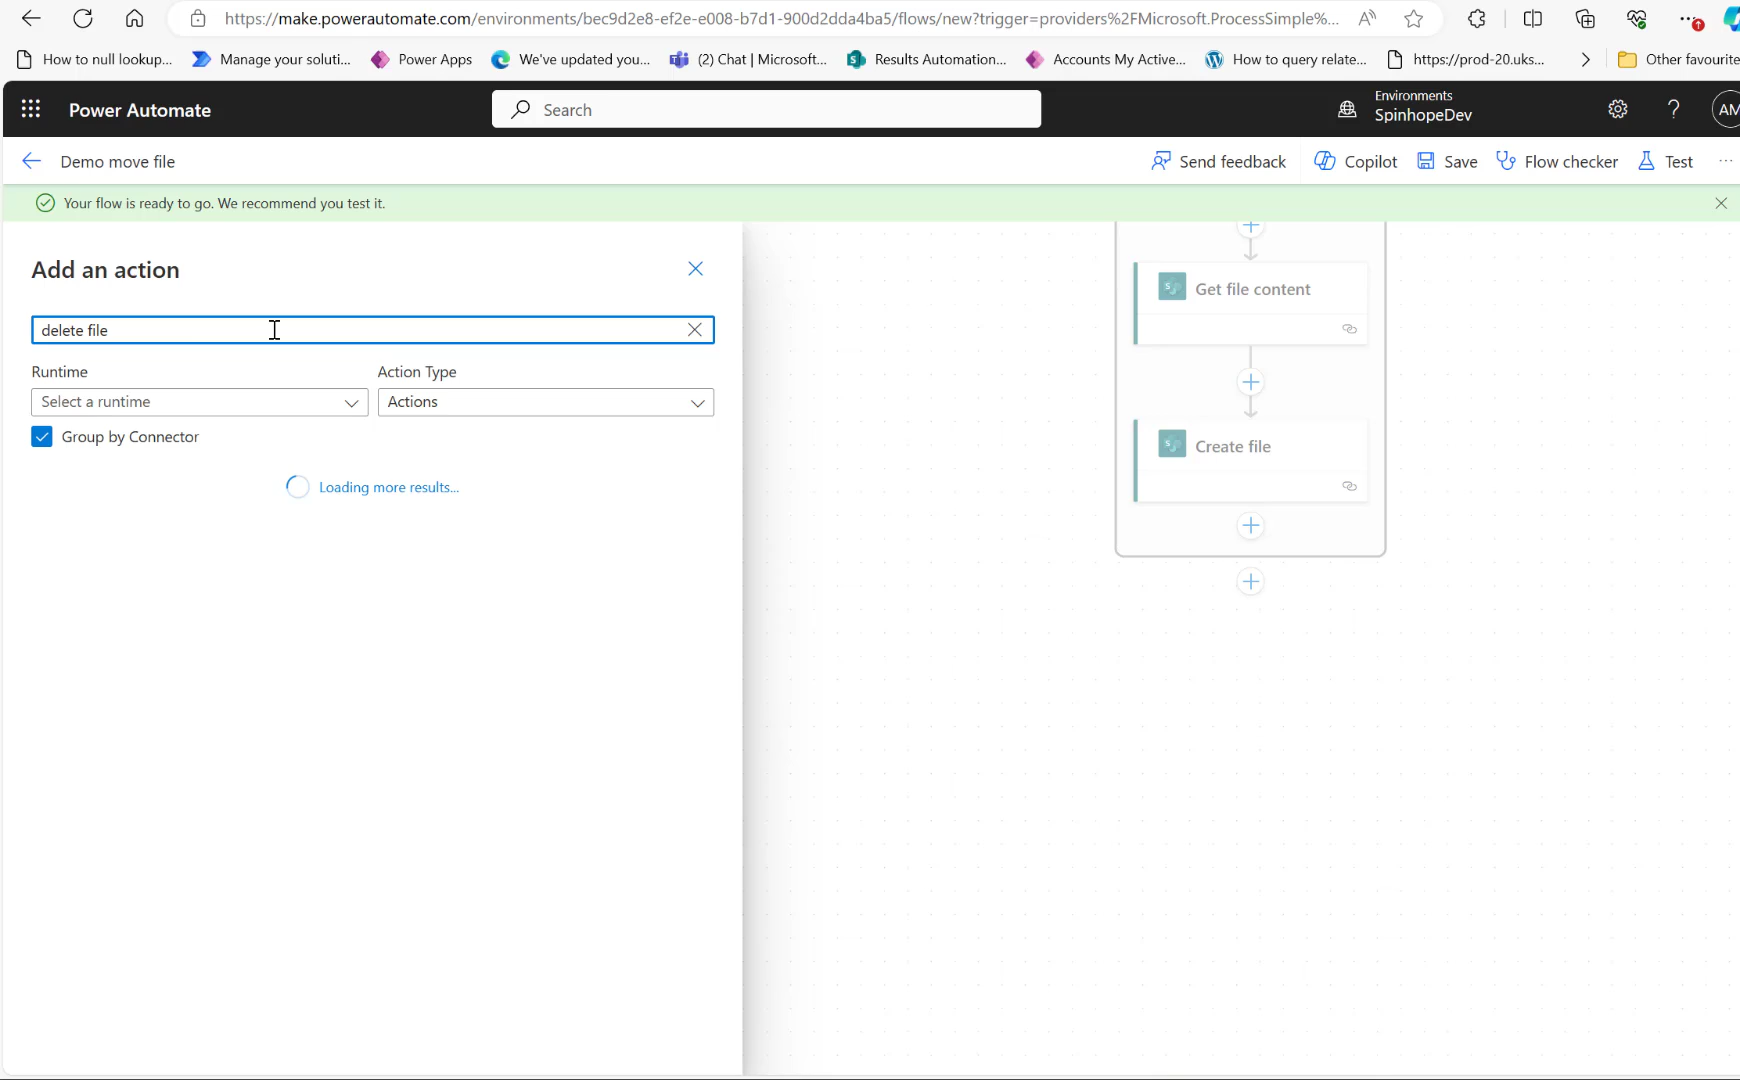 https://make.powerautomate.com/environments/bec9d2e8-ef2e-e008-b7d1-900d2dda4ba5/flows/new?trigger=providers%2FMicrosoft.ProcessSimple%...
How to null lookup...
Manage your soluti...
Power Apps
We've updated you...
(2) Chat | Microsoft...
Results Automation...
Accounts My Active...
How to query relate...
https://prod-20.uks...
Other favourite
Power Automate
Search
Environments
SpinhopeDev
AM
Demo move file
Send feedback
Copilot
Save
Flow checker
Test
Your flow is ready to go. We recommend you test it.
Add an action
delete file
Runtime
Action Type
Select a runtime
Actions
Group by Connector
Loading more results...
Get file content
Create file